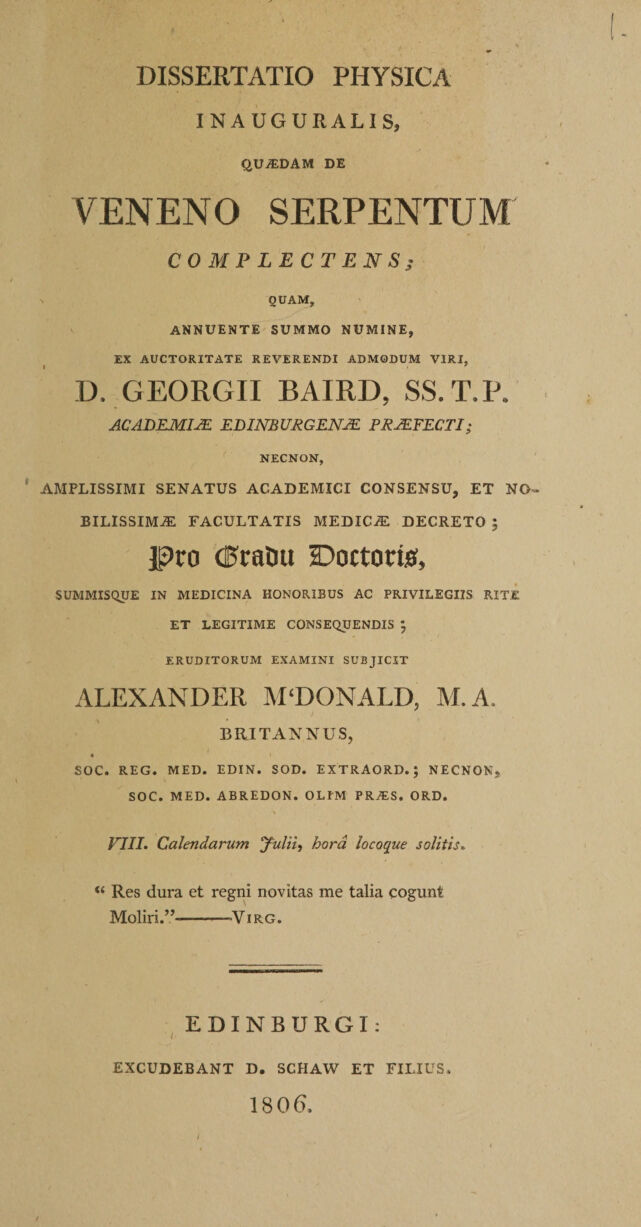 DISSERTATIO PHYSICA
INAUGURALIS,
QUÆDAM DE
VENENO SERPENTUM
COMPLECTENS;
QUAM,
ANNUENTE SUMMO NUMINE,
EX AUCTORITATE REVERENDI ADMODUM VIRI,
D. GEORGII BAIRD, SS. T. P.
ACADEMIÆ EDINBURGENÆ PRÆFECTI;
NECNON,
AMPLISSIMI SENATUS ACADEMICI CONSENSU, ET NO-
BILISSIMÆ FACULTATIS MEDICÆ DECRETO;
Pro Gradu Doctoris,
SUMMISQUE IN MEDICINA HONORIBUS AC PRIVILEGIIS RITE
ET LEGITIME CONSEQUENDIS;
ERUDITORUM EXAMINI SUBJICIT
ALEXANDER M‘DONALD, M. A.
BRITANNUS,
SOC. REG. MED. EDIN. SOD. EXTRAORD.; NECNON,
SOC. MED. ABREDON. OLIM PRÆS. ORD.
VIII. Calendarum Julii, horâ locoque solitis.
“ Res dura et regni novitas me talia cogunt
Moliri.”———VIRG.
EDINBURGI:
EXCUDEBANT D. SCHAW ET FILIUS.
1806.